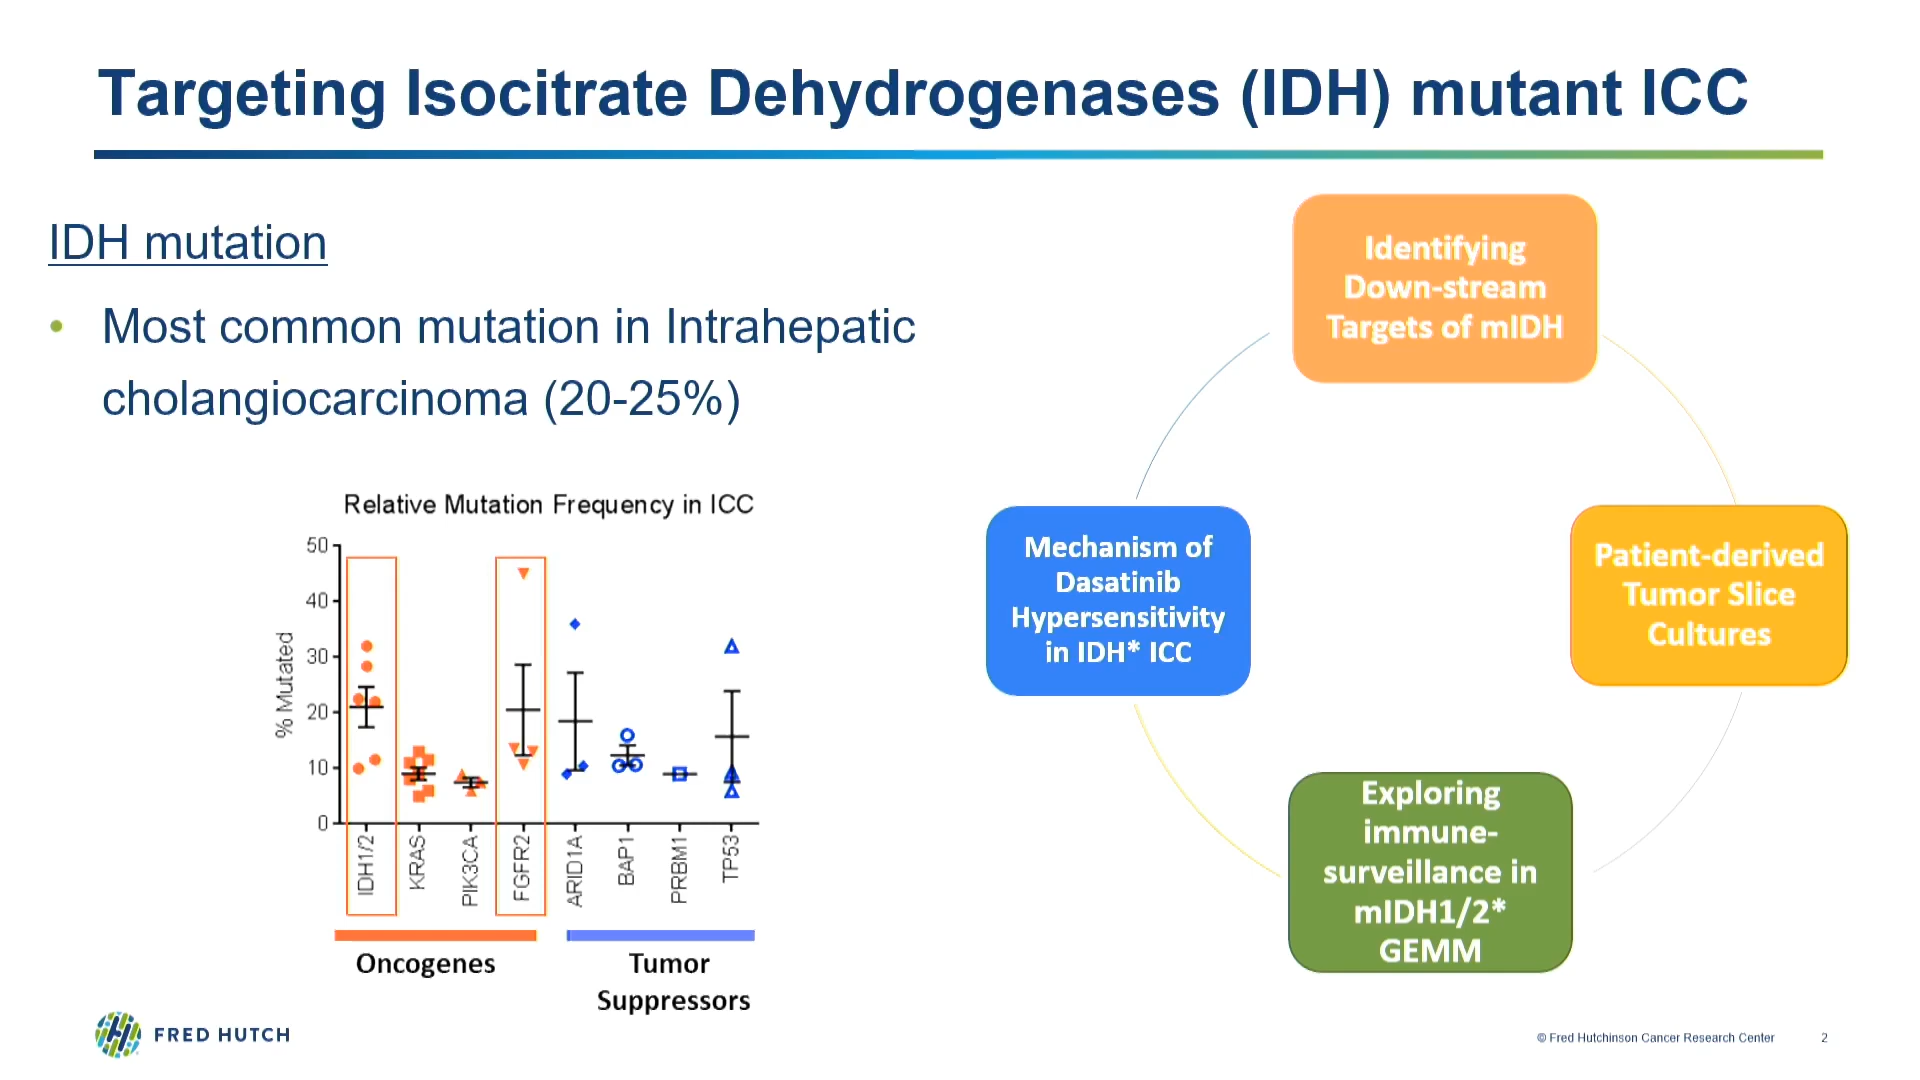 Targeting Isocitrate Dehydrogenases (IDH) mutant ICC
IDH mutation
• Most common mutation in Intrahepatic
cholangiocarcinoma (20-25%)
Relative Mutation Frequency in ICC
% Mutated
50
40
30
20
10
0
IDH1/2
KRAS
PIK3CA
FGFR2
ARID1A
BAP1
PRBM1
TP53
Oncogenes
Tumor
Suppressors
Identifying
Down-stream
Targets of mIDH
Patient-derived
Tumor Slice
Cultures
Exploring
immune-
surveillance in
mIDH1/2*
GEMM
Mechanism of
Dasatinib
Hypersensitivity
in IDH* ICC
FRED HUTCH
© Fred Hutchinson Cancer Research Center
2